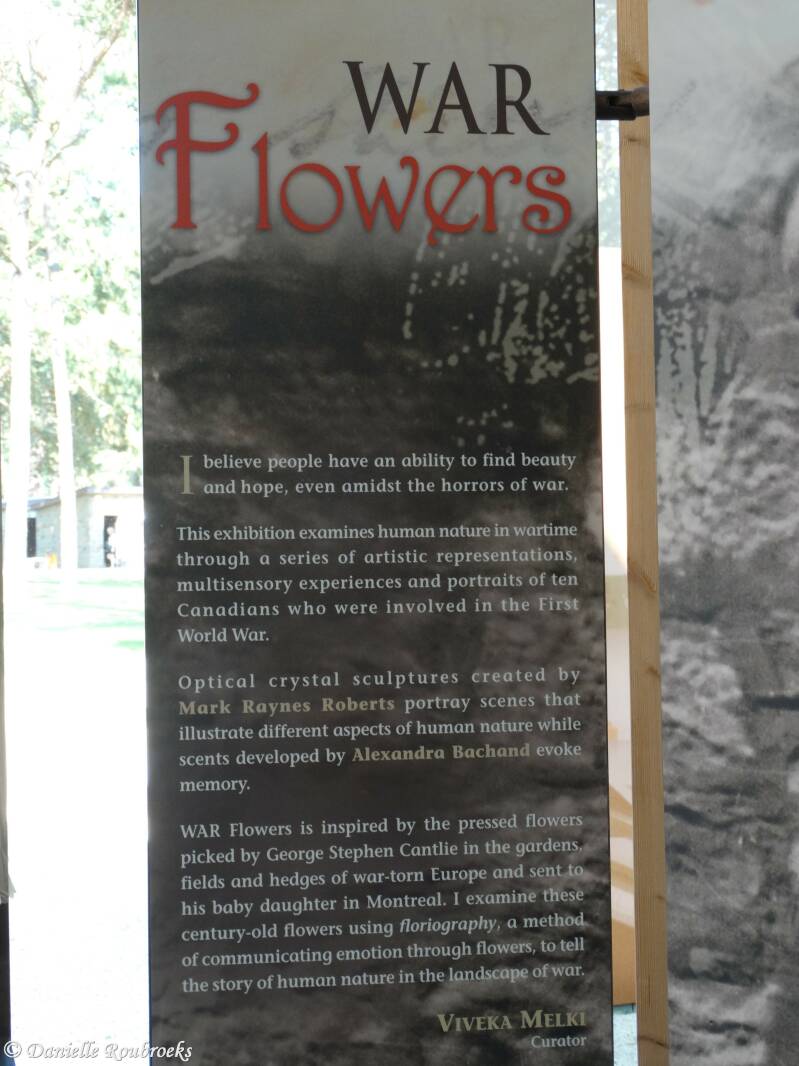 WAR
Flowers
I believe people have an ability to find beauty
and hope, even amidst the horrors of war.
This exhibition examines human nature in wartime
through a series of artistic representations,
multisensory experiences and portraits of ten
Canadians who were involved in the First
World War.
Optical crystal sculptures created by
Mark Raynes Roberts portray scenes that
illustrate different aspects of human nature while
scents developed by Alexandra Bachand evoke
memory.
WAR Flowers is inspired by the pressed flowers
picked by George Stephen Cantlie in the gardens,
fields and hedges of war-torn Europe and sent to
his baby daughter in Montreal. I examine these
century-old flowers using floriography, a method
of communicating emotion through flowers, to tell
the story of human nature in the landscape of war.
VIVEKA MELKI
Curator
© Danielle Roubroeks